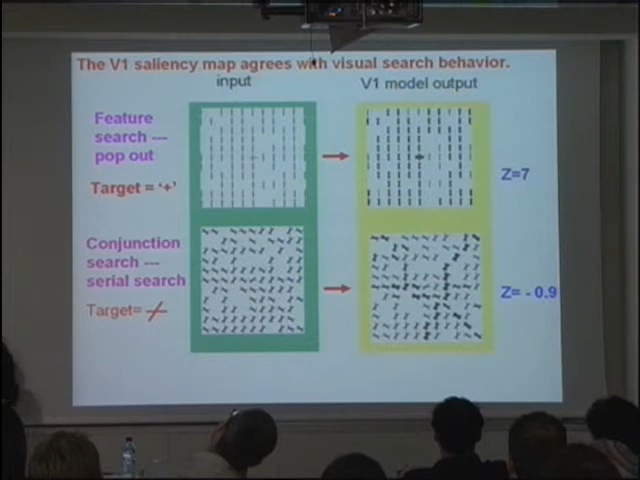 The V1 saliency map agrees with visual search behavior.
input
V1 model output
Feature
search ---
pop out
Target = '+'
Z=7
Conjunction
search ---
serial search
Target=
Z= - 0.9